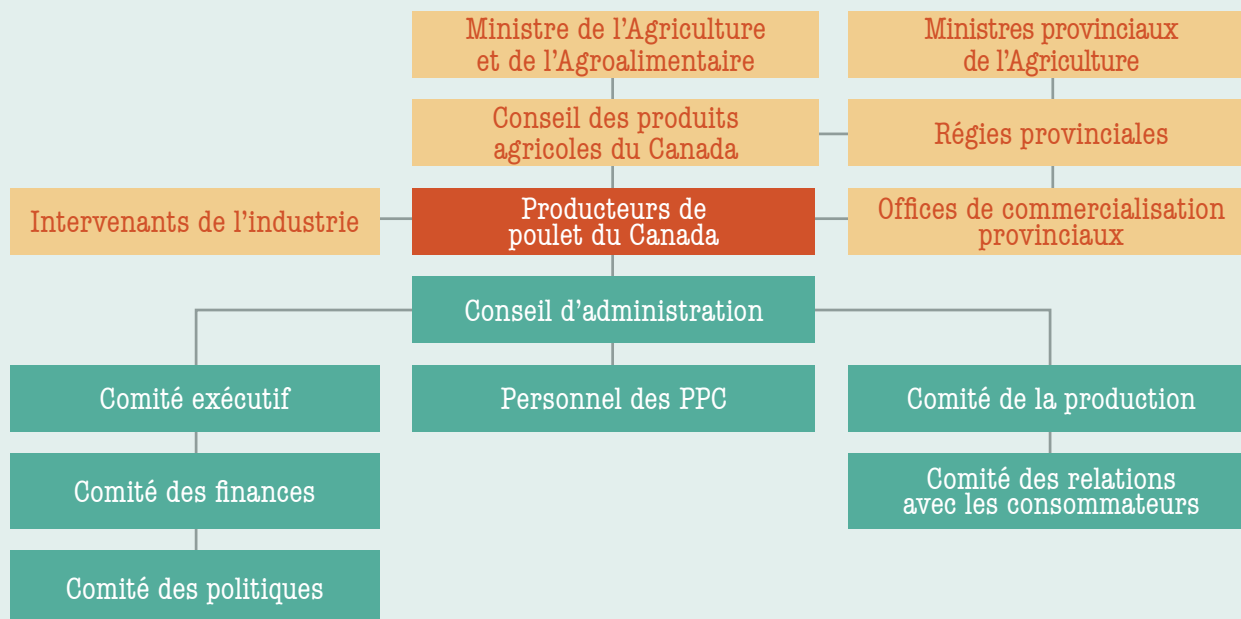 Ministre de l’Agriculture
et de l’Agroalimentaire
Ministres provinciaux
de l’Agriculture
Conseil des produits
agricoles du Canada
Régies provinciales
Intervenants de l’industrie
Producteurs de
poulet du Canada
Offices de commercialisation
provinciaux
Conseil d’administration
Comité exécutif
Personnel des PPC
Comité de la production
Comité des finances
Comité des relations
avec les consommateurs
Comité des politiques